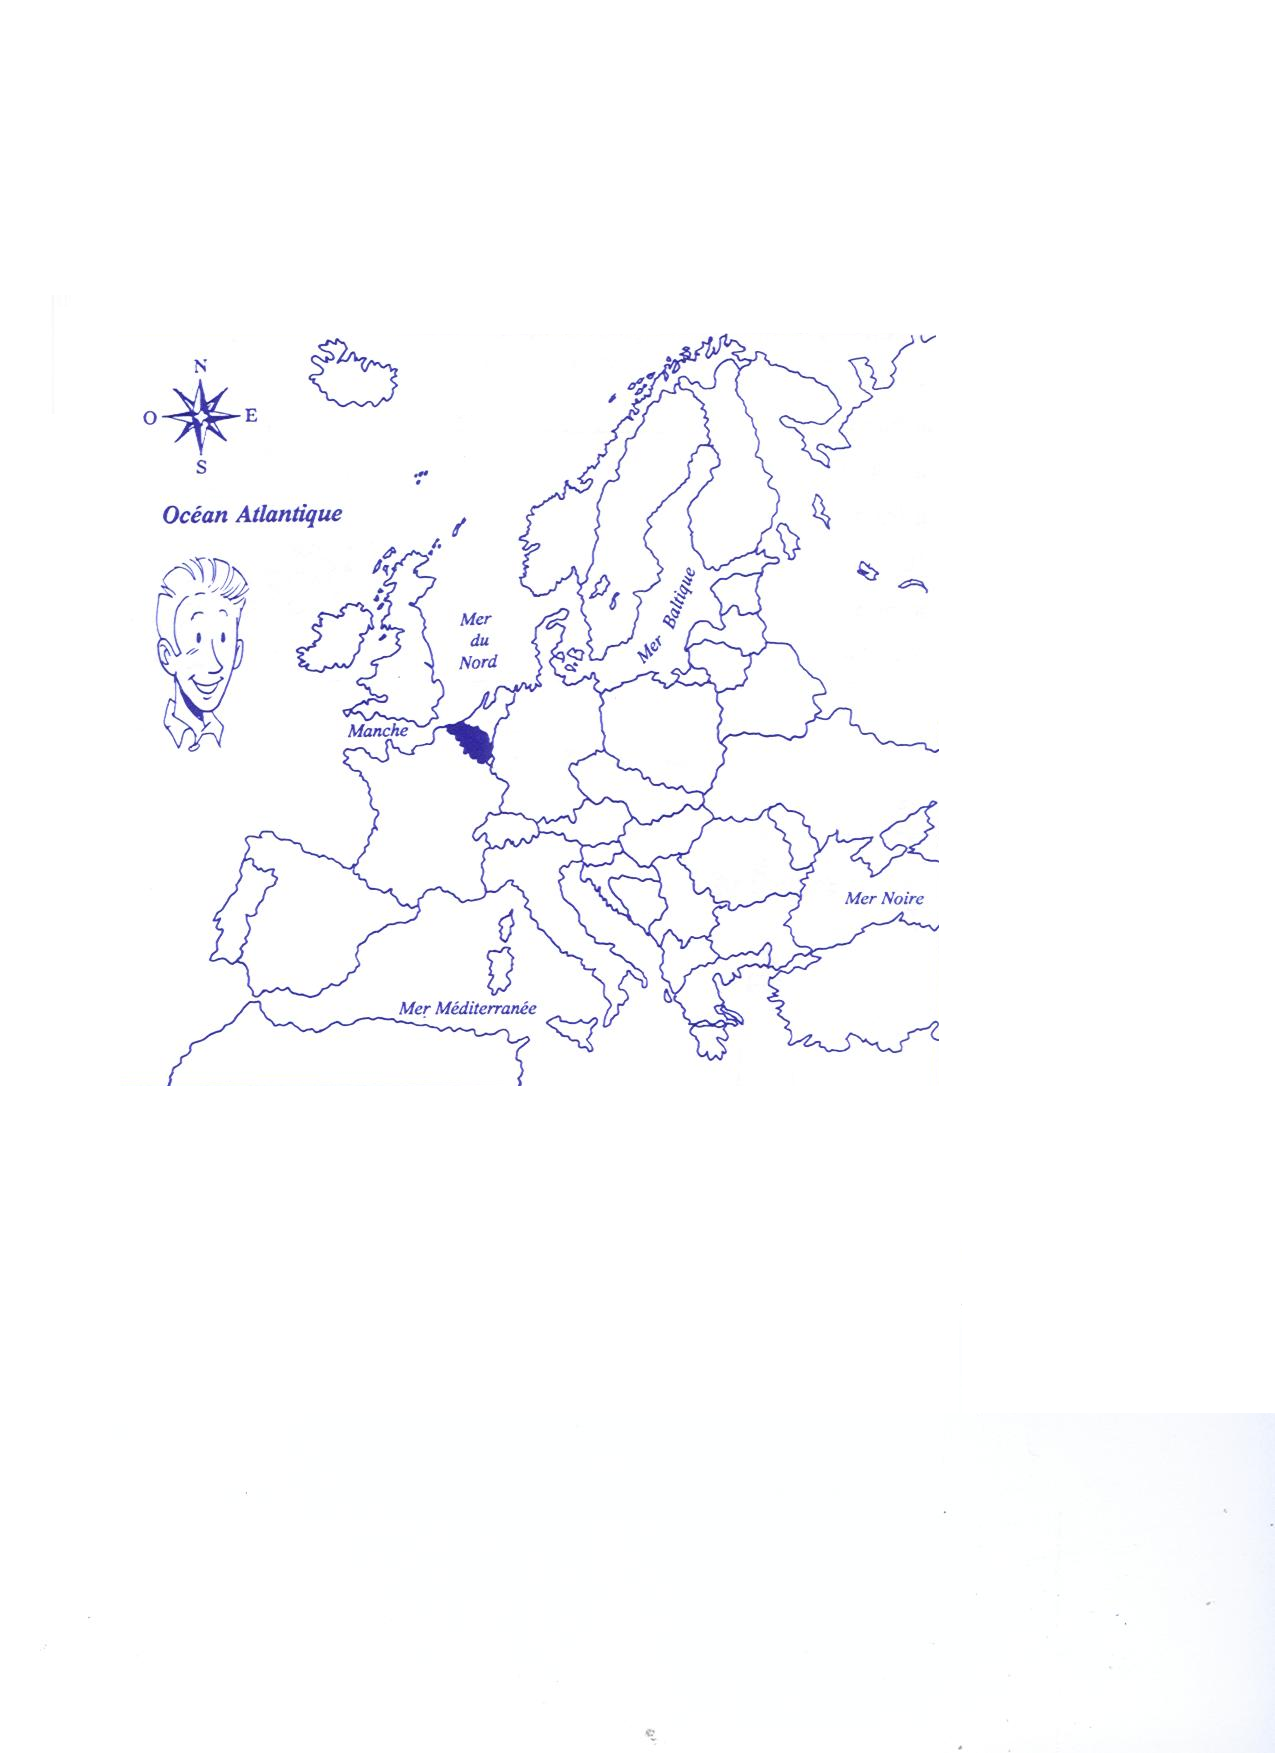 N
O E
S
Océan Atlantique
Mer
du
Nord
Mer Baltique
Manche
Mer Noire
Mer Méditerranée